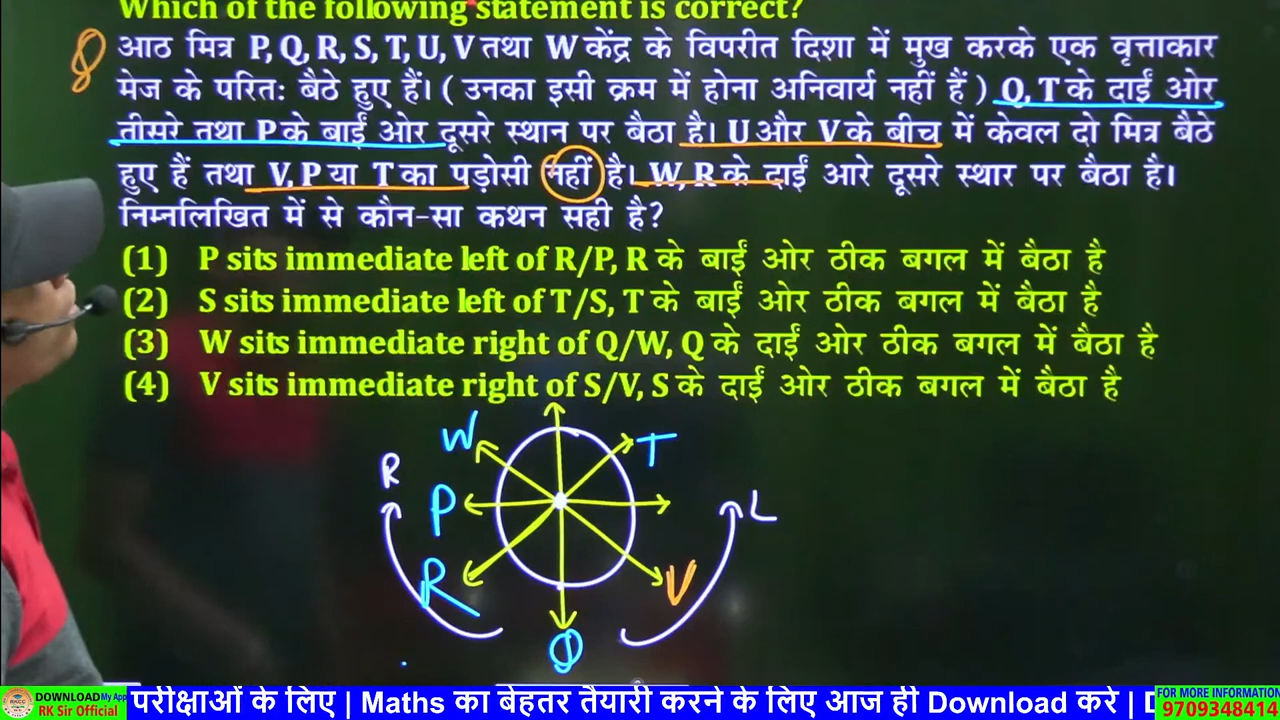 Which of the following statement is correct?
8 आठ मित्र P, Q, R, S, T, U, V तथा W केंद्र के विपरीत दिशा में मुख करके एक वृत्ताकार
मेज के परितः बैठे हुए हैं। ( उनका इसी क्रम में होना अनिवार्य नहीं हैं ) Q, T के दाईं ओर
तीसरे तथा P के बाईं ओर दूसरे स्थान पर बैठा है। U और V के बीच में केवल दो मित्र बैठे
हुए हैं तथा V, P या T का पड़ोसी नहीं है। W, R के दाईं आरे दूसरे स्थार पर बैठा है।
निम्नलिखित में से कौन-सा कथन सही है?
(1) P sits immediate left of R/P, R के बाईं ओर ठीक बगल में बैठा है
(2) S sits immediate left of T/S, T के बाईं ओर ठीक बगल में बैठा है
(3) W sits immediate right of Q/W, Q के दाईं ओर ठीक बगल में बैठा है
(4) V sits immediate right of S/V, S के दाईं ओर ठीक बगल में बैठा है
W T
R
P L
R V
Q
DOWNLOAD My App
RK Sir Official
परीक्षाओं के लिए | Maths का बेहतर तैयारी करने के लिए आज ही Download करे |
FOR MORE INFORMATION
9709348414